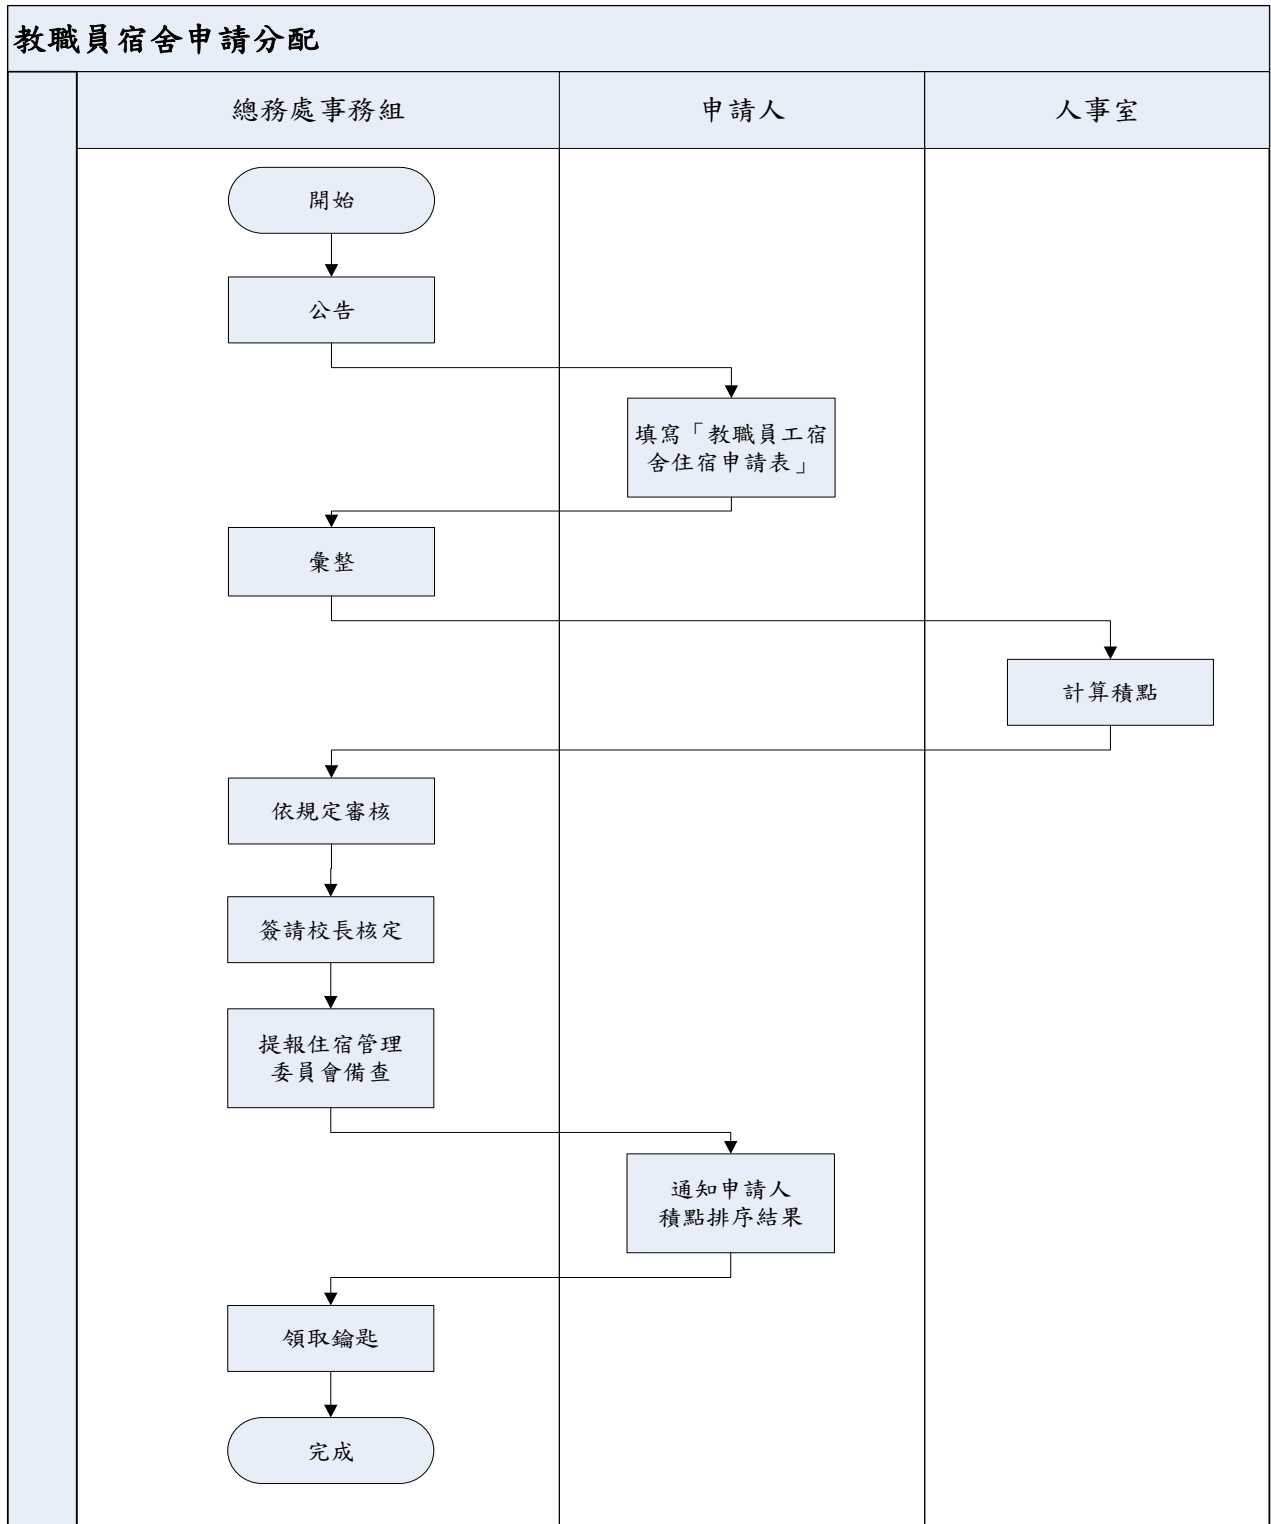 教職員宿舍申請分配
總務處事務組
申請人
人事室
開始
公告
填寫「教職員工宿
舍住宿申請表」
彙整
計算積點
依規定審核
簽請校長核定
提報住宿管理
委員會備查
通知申請人
積點排序結果
領取鑰匙
完成